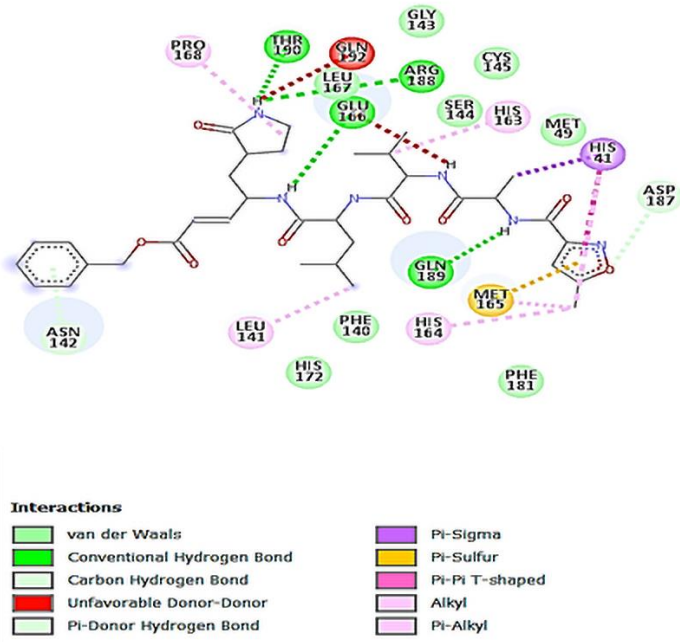 GLY
143
THR
190
GLN
192
PRO
168
CYS
145
ARG
188
LEU
167
GLU
166
SER
144
HIS
163
MET
49
HIS
41
ASP
187
H
N
O
H
N
H
N
N
O
O
O
O
O
N
H
O
N
O
GLN
189
MET
165
ASN
142
LEU
141
PHE
140
HIS
164
HIS
172
PHE
181
Interactions
van der Waals
Conventional Hydrogen Bond
Carbon Hydrogen Bond
Unfavorable Donor-Donor
Pi-Donor Hydrogen Bond
Pi-Sigma
Pi-Sulfur
Pi-Pi T-shaped
Alkyl
Pi-Alkyl